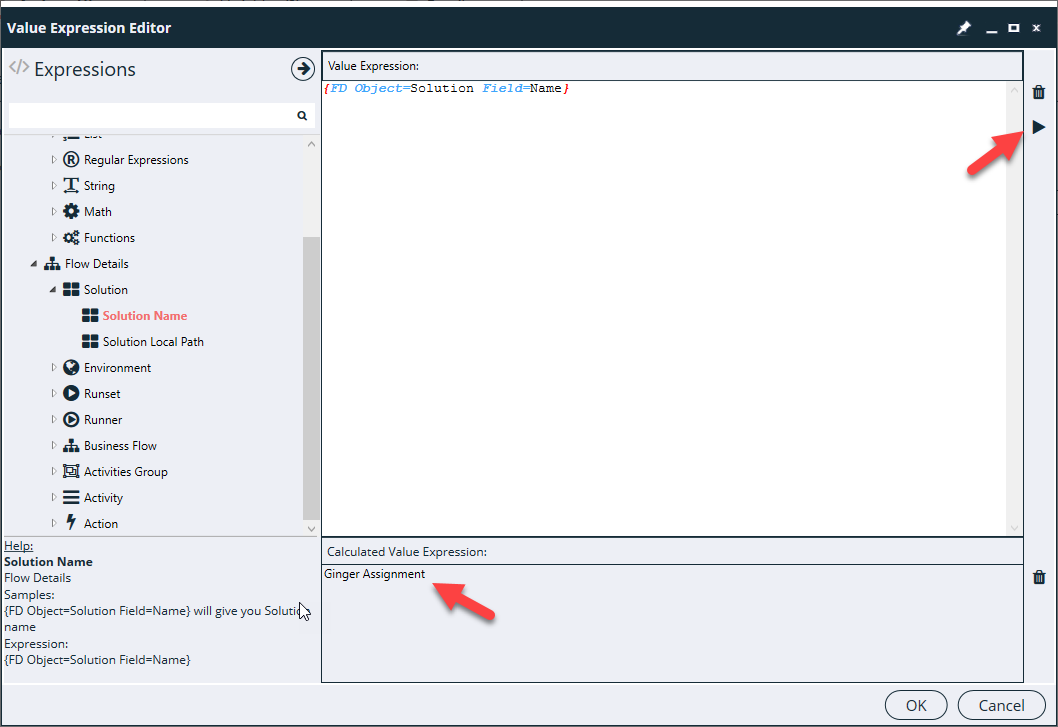 Value Expression Editor
Expressions
Regular Expressions
String
Math
Functions
Flow Details
Solution
Solution Name
Solution Local Path
Environment
Runset
Runner
Business Flow
Activities Group
Activity
Action
Help:
Solution Name
Flow Details
Samples:
{FD Object=Solution Field=Name} will give you Solution
name
Expression:
{FD Object=Solution Field=Name}
Value Expression:
{FD Object=Solution Field=Name}
Calculated Value Expression:
Ginger Assignment
OK
Cancel